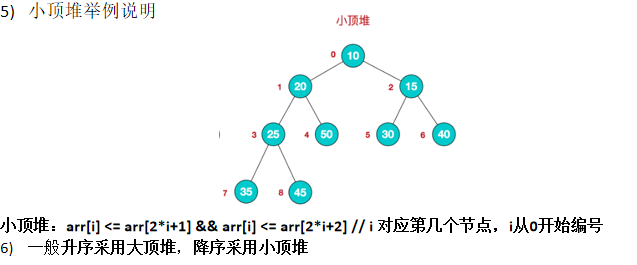 5) 小顶堆举例说明
小顶堆
0 10
1 20 2 15
3 25 4 50 5 30 6 40
7 35 8 45
小顶堆：arr[i] <= arr[2*i+1] && arr[i] <= arr[2*i+2] // i 对应第几个节点，i从0开始编号
6) 一般升序采用大顶堆，降序采用小顶堆